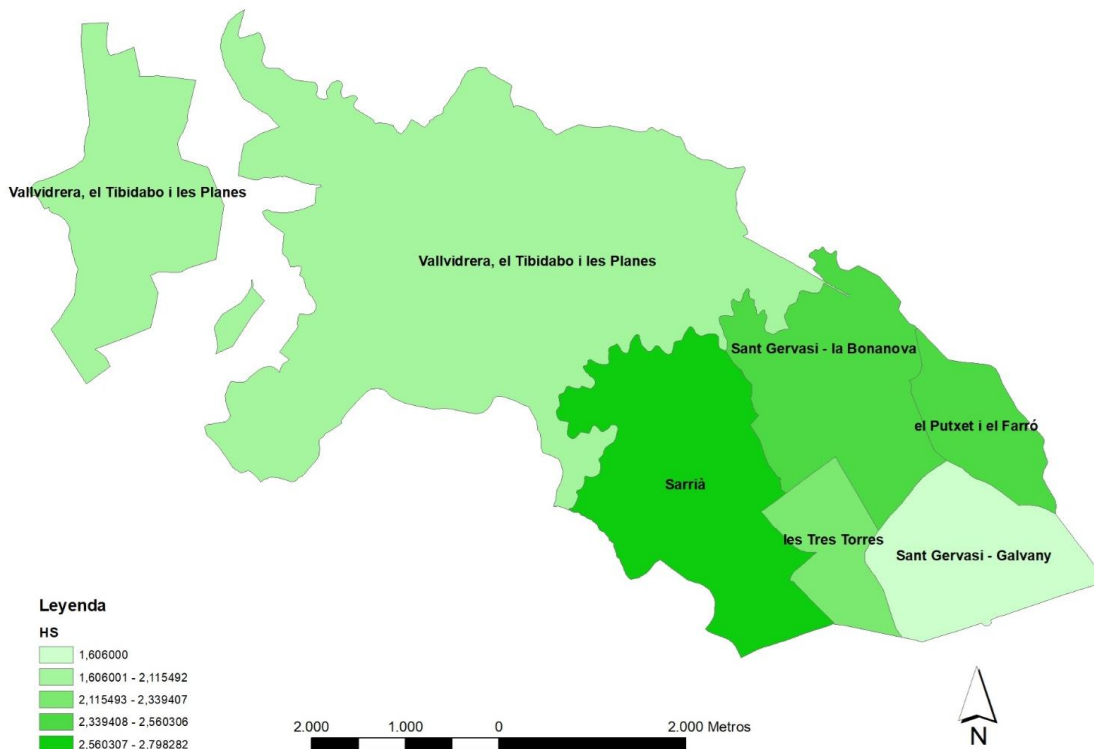 Vallvidrera, el Tibidabo i les Planes
Vallvidrera, el Tibidabo i les Planes
Sant Gervasi - la Bonanova
el Putxet i el Farró
Sarrià
les Tres Torres
Sant Gervasi - Galvany
Leyenda
HS
1,606000
1,606001 - 2,115492
2,115493 - 2,339407
2,339408 - 2,560306
2,560307 - 2,798282
2.000 1.000 0 2.000 Metros
N